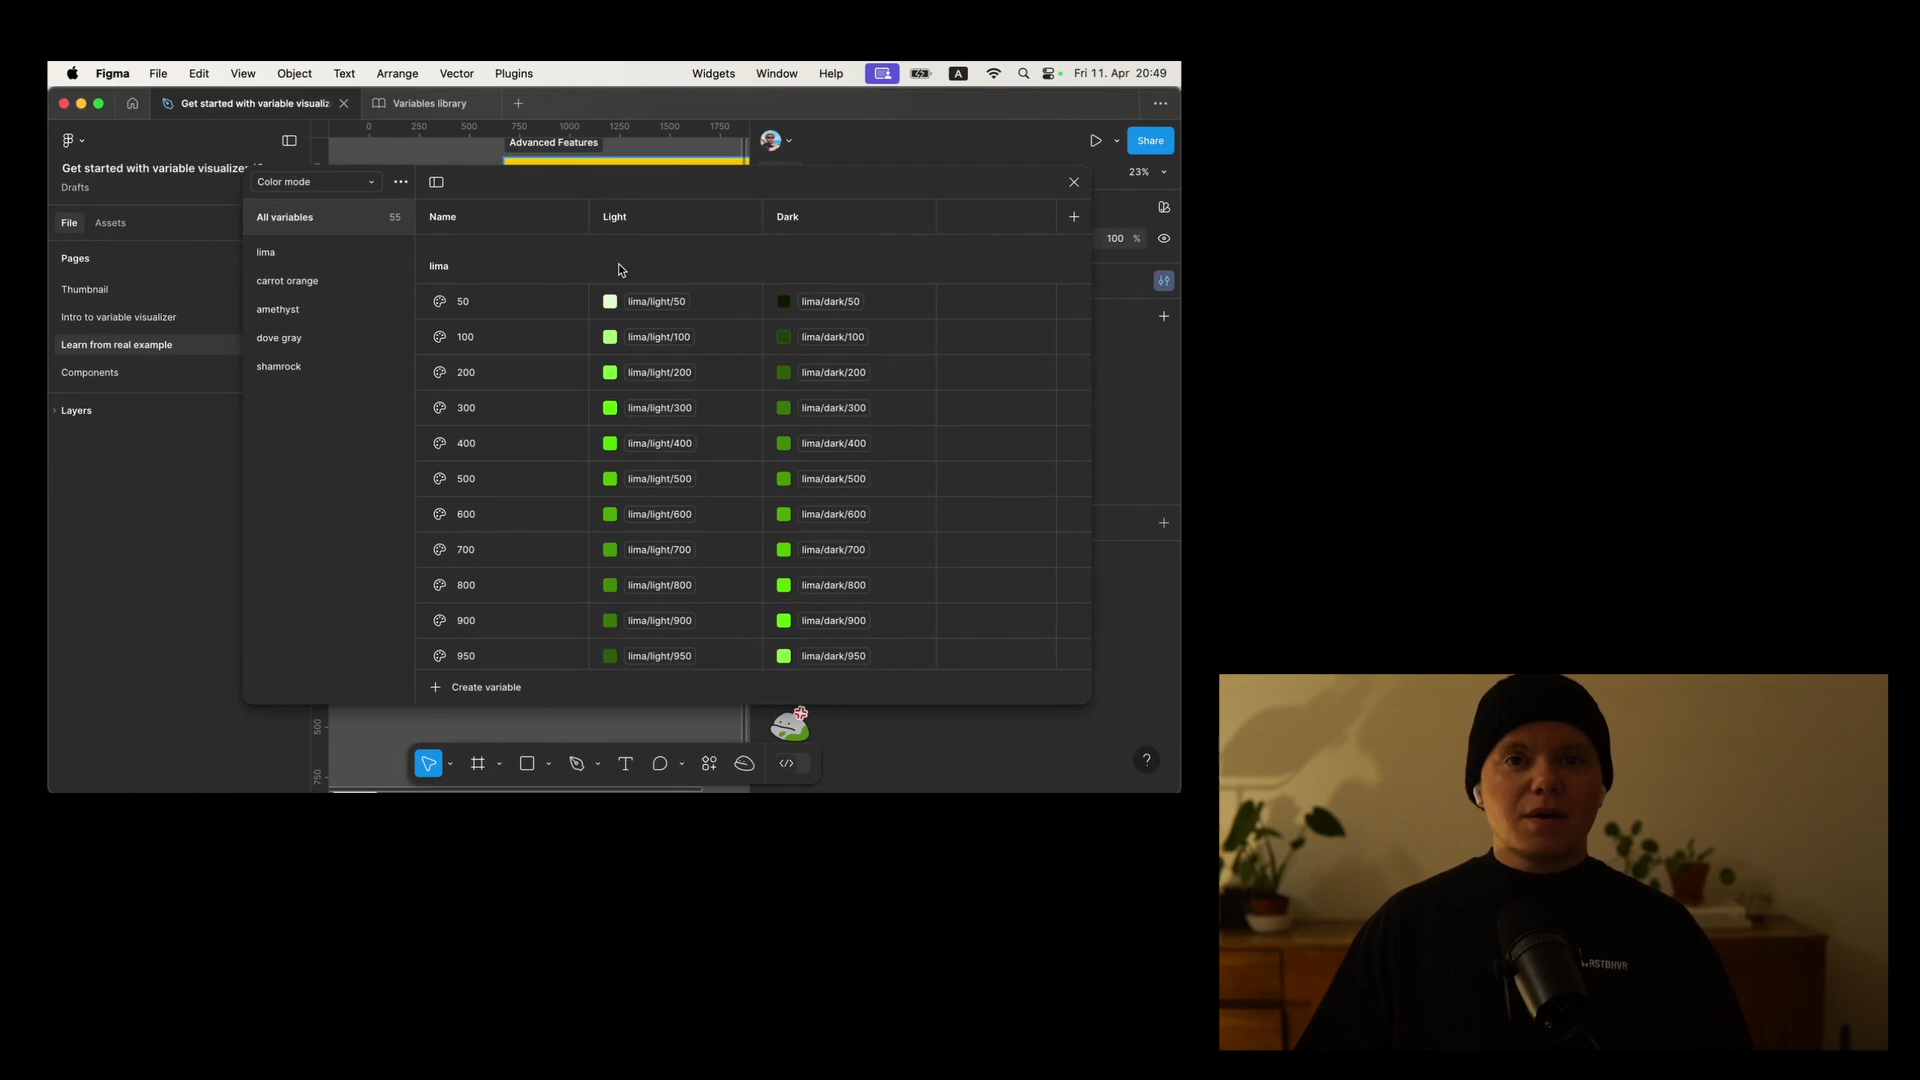 Figma File Edit View Object Text Arrange Vector Plugins Widgets Window Help A Fri 11. Apr 20:49
Get started with variable visualiz Variables library
0 250 500 750 1000 1250 1500 1750
Advanced Features
Share
Get started with variable visualizer
Drafts
23%
Color mode
File Assets
All variables 55
Name Light Dark
100 %
Pages
Thumbnail
Intro to variable visualizer
Learn from real example
Components
Layers
lima
carrot orange
amethyst
dove gray
shamrock
lima
50 lima/light/50 lima/dark/50
100 lima/light/100 lima/dark/100
200 lima/light/200 lima/dark/200
300 lima/light/300 lima/dark/300
400 lima/light/400 lima/dark/400
500 lima/light/500 lima/dark/500
600 lima/light/600 lima/dark/600
700 lima/light/700 lima/dark/700
800 lima/light/800 lima/dark/800
900 lima/light/900 lima/dark/900
950 lima/light/950 lima/dark/950
Create variable
500
750
?